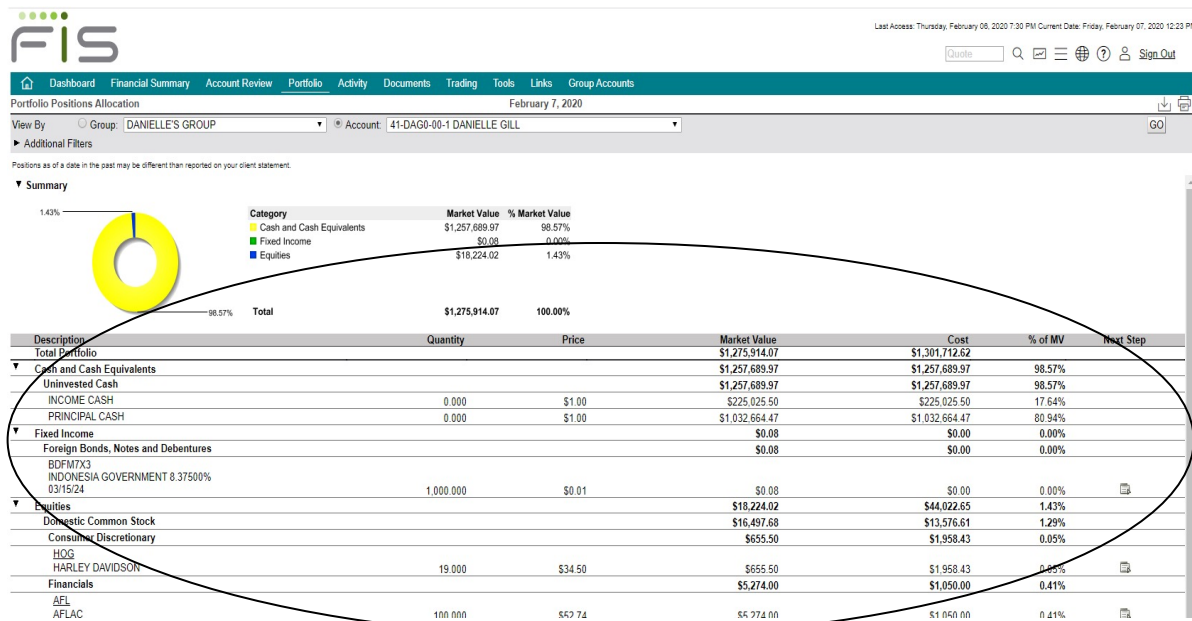 FIS
Last Access: Thursday, February 06, 2020 7:30 PM Current Date: Friday, February 07, 2020 12:23 PM
Quote Sign Out
Dashboard Financial Summary Account Review Portfolio Activity Documents Trading Tools Links Group Accounts
Portfolio Positions Allocation February 7, 2020
View By Group: DANIELLE'S GROUP Account: 41-DAG0-00-1 DANIELLE GILL GO
Additional Filters
Positions as of a date in the past may be different than reported on your client statement.
Summary
1.43%
Category Market Value % Market Value
Cash and Cash Equivalents $1,257,689.97 98.57%
Fixed Income $0.08 0.00%
Equities $18,224.02 1.43%
98.57% Total $1,275,914.07 100.00%
Description Quantity Price Market Value Cost % of MV Next Step
Total Portfolio $1,275,914.07 $1,301,712.62
Cash and Cash Equivalents $1,257,689.97 $1,257,689.97 98.57%
Uninvested Cash $1,257,689.97 $1,257,689.97 98.57%
INCOME CASH 0.000 $1.00 $225,025.50 $225,025.50 17.64%
PRINCIPAL CASH 0.000 $1.00 $1,032,664.47 $1,032,664.47 80.94%
Fixed Income $0.08 $0.00 0.00%
Foreign Bonds, Notes and Debentures $0.08 $0.00 0.00%
BDFM7X3
INDONESIA GOVERNMENT 8.37500%
03/15/24 1,000.000 $0.01 $0.08 $0.00 0.00%
Equities $18,224.02 $44,022.65 1.43%
Domestic Common Stock $16,497.68 $13,576.61 1.29%
Consumer Discretionary $655.50 $1,958.43 0.05%
HOG
HARLEY DAVIDSON 19.000 $34.50 $655.50 $1,958.43 0.05%
Financials $5,274.00 $1,050.00 0.41%
AFL
AFLAC 100.000 $52.74 $5,274.00 $1,050.00 0.41%